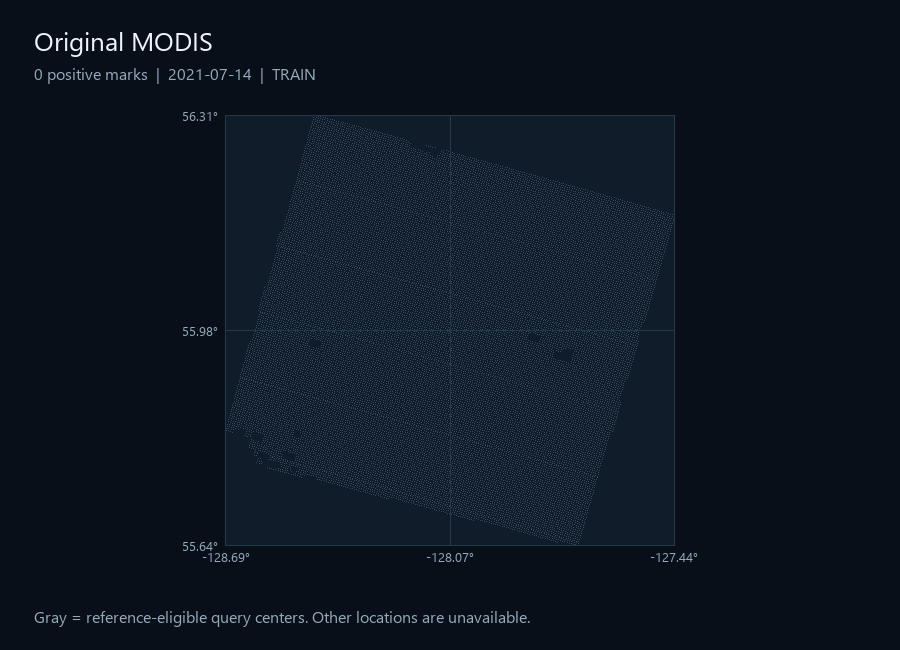 Original MODIS
0 positive marks | 2021-07-14 | TRAIN
56.31°
55.98°
55.64°
-128.69°
-128.07°
-127.44°
Gray = reference-eligible query centers. Other locations are unavailable.